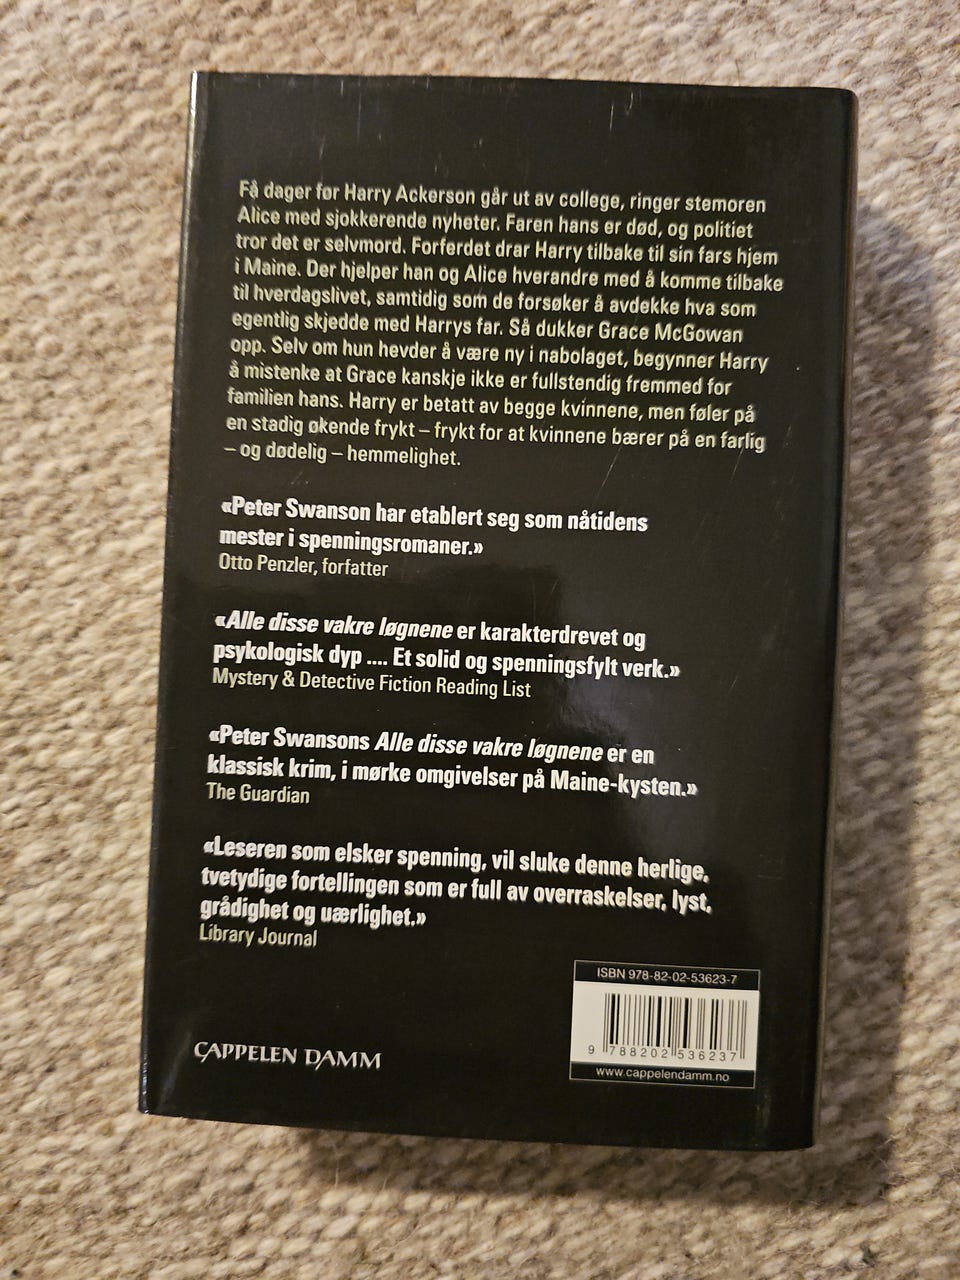 Få dager før Harry Ackerson går ut av college, ringer stemoren
Alice med sjokkerende nyheter. Faren hans er død, og politiet
tror det er selvmord. Forferdet drar Harry tilbake til sin fars hjem
i Maine. Der hjelper han og Alice hverandre med å komme tilbake
til hverdagslivet, samtidig som de forsøker å avdekke hva som
egentlig skjedde med Harrys far. Så dukker Grace McGowan
opp. Selv om hun hevder å være ny i nabolaget, begynner Harry
å mistenke at Grace kanskje ikke er fullstendig fremmed for
familien hans. Harry er betatt av begge kvinnene, men føler på
en stadig økende frykt – frykt for at kvinnene bærer på en farlig
– og dødelig – hemmelighet.
«Peter Swanson har etablert seg som nåtidens
mester i spenningsromaner.»
Otto Penzler, forfatter
«Alle disse vakre løgnene er karakterdrevet og
psykologisk dyp .... Et solid og spenningsfylt verk.»
Mystery & Detective Fiction Reading List
«Peter Swansons Alle disse vakre løgnene er en
klassisk krim, i mørke omgivelser på Maine-kysten.»
The Guardian
«Leseren som elsker spenning, vil sluke denne herlige,
tvetydige fortellingen som er full av overraskelser, lyst,
grådighet og uærlighet.»
Library Journal
ISBN 978-82-02-53623-7
9 788202 536237
www.cappelendamm.no
CAPPELEN DAMM